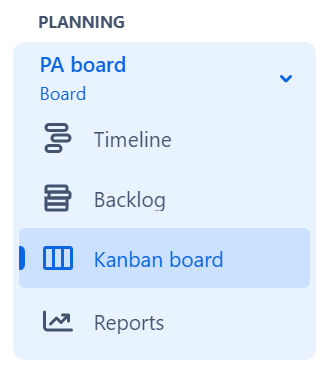 PLANNING
PA board
Board
Timeline
Backlog
Kanban board
Reports